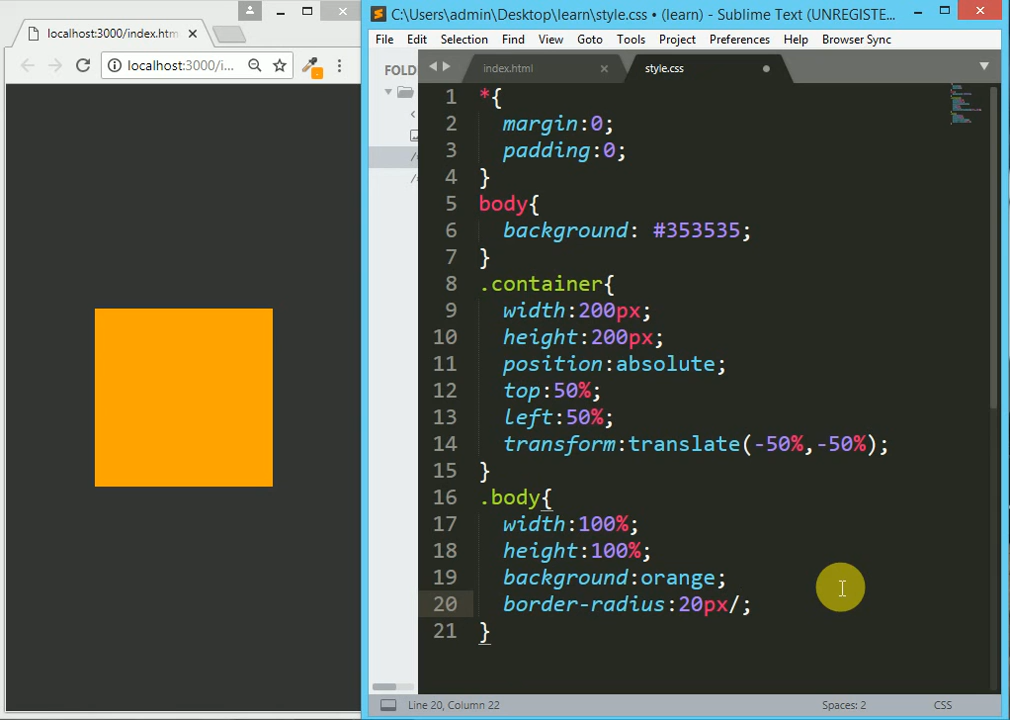 localhost:3000/index.htm
localhost:3000/i...
C:\Users\admin\Desktop\learn\style.css • (learn) - Sublime Text (UNREGISTE...
File Edit Selection Find View Goto Tools Project Preferences Help Browser Sync
FOLD
index.html
style.css
1 *{
2 margin:0;
3 padding:0;
4 }
5 body{
6 background: #353535;
7 }
8 .container{
9 width:200px;
10 height:200px;
11 position:absolute;
12 top:50%;
13 left:50%;
14 transform:translate(-50%,-50%);
15 }
16 .body{
17 width:100%;
18 height:100%;
19 background:orange;
20 border-radius:20px/;
21 }
Line 20, Column 22
Spaces: 2
CSS